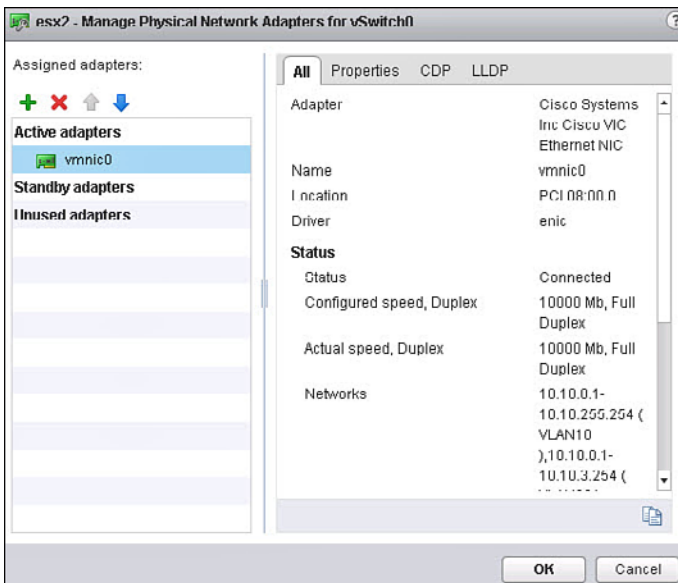 esx2 - Manage Physical Network Adapters for vSwitch0
?
Assigned adapters:
Active adapters
vmnic0
Standby adapters
Unused adapters
All Properties CDP LLDP
Adapter Cisco Systems
Inc Cisco VIC
Ethernet NIC
Name vmnic0
Location PCI 08:00.0
Driver enic
Status
Status Connected
Configured speed, Duplex 10000 Mb, Full
Duplex
Actual speed, Duplex 10000 Mb, Full
Duplex
Networks 10.10.0.1-
10.10.255.254 (
VLAN10
),10.10.0.1-
10.10.3.254 (
OK Cancel